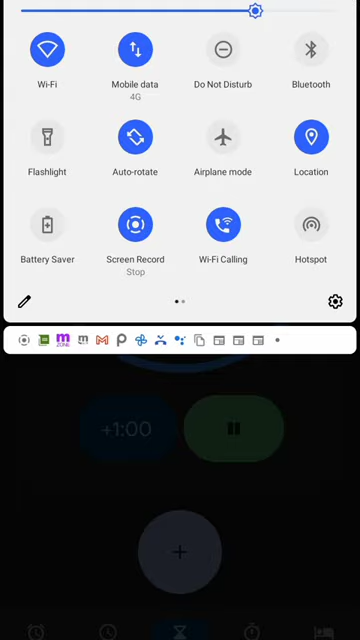 Wi-Fi
Mobile data
4G
Do Not Disturb
Bluetooth
Flashlight
Auto-rotate
Airplane mode
Location
Battery Saver
Screen Record
Stop
Wi-Fi Calling
Hotspot
m
ZONE
+1:00